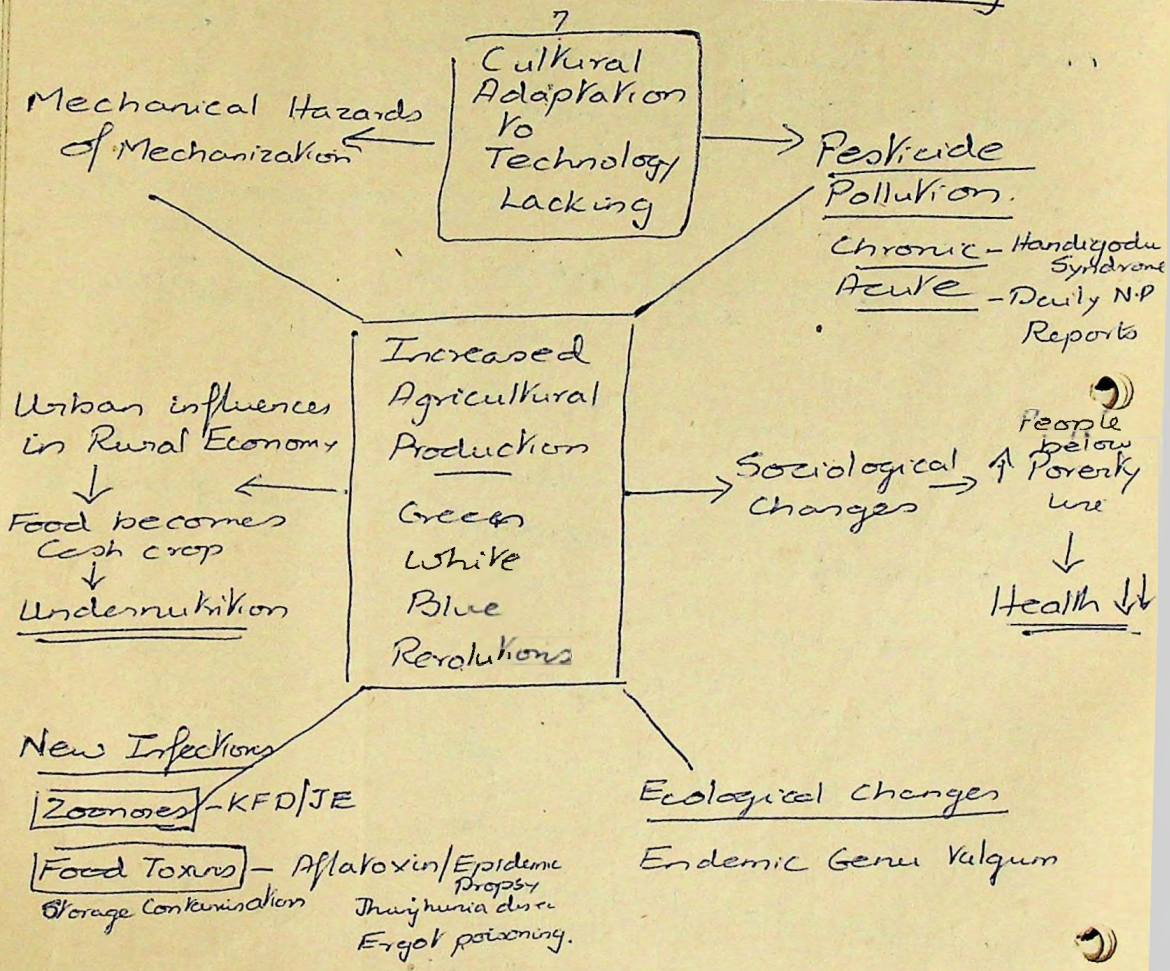 7
Cultural
Adaptation
to
Technology
Lacking
Mechanical Hazards
of Mechanization
Pesticide
Pollution.
Chronic - Handigodu
Syndrome
Acute - Daily N.P
Reports
Increased
Agricultural
Production
Green
White
Blue
Revolutions
Urban influences
in Rural Economy
↓
Food becomes
Cash crop
↓
Undernutrition
Sociological → ↑ People
Changes
below
Poverty
line
↓
Health ↓↓
New Infections
Zoonoses - KFD/JE
Food Toxins - Aflatoxin/Epidemic
Dropsy
Storage Contamination
Ergot poisoning.
Ecological Changes
Endemic Genu Valgum